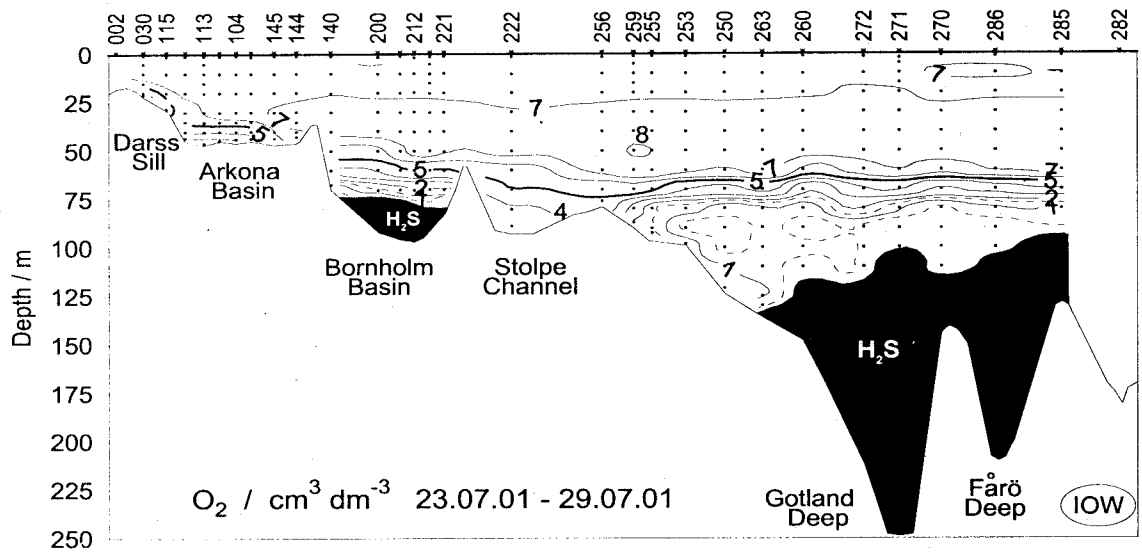 002 030 115 113 104 145 144 140 200 212 221 222 256 259 255 253 250 263 260 272 271 270 286 285 282
0
25
50
75
100
125
150
175
200
225
250
Depth / m
7
7
7
8
5
7
5
2
1
4
5
7
7
5
2
1
1
Darss
Sill
Arkona
Basin
H₂S
Bornholm
Basin
Stolpe
Channel
H₂S
Gotland
Deep
Fårö
Deep
IOW
O₂ / cm³ dm⁻³ 23.07.01 - 29.07.01